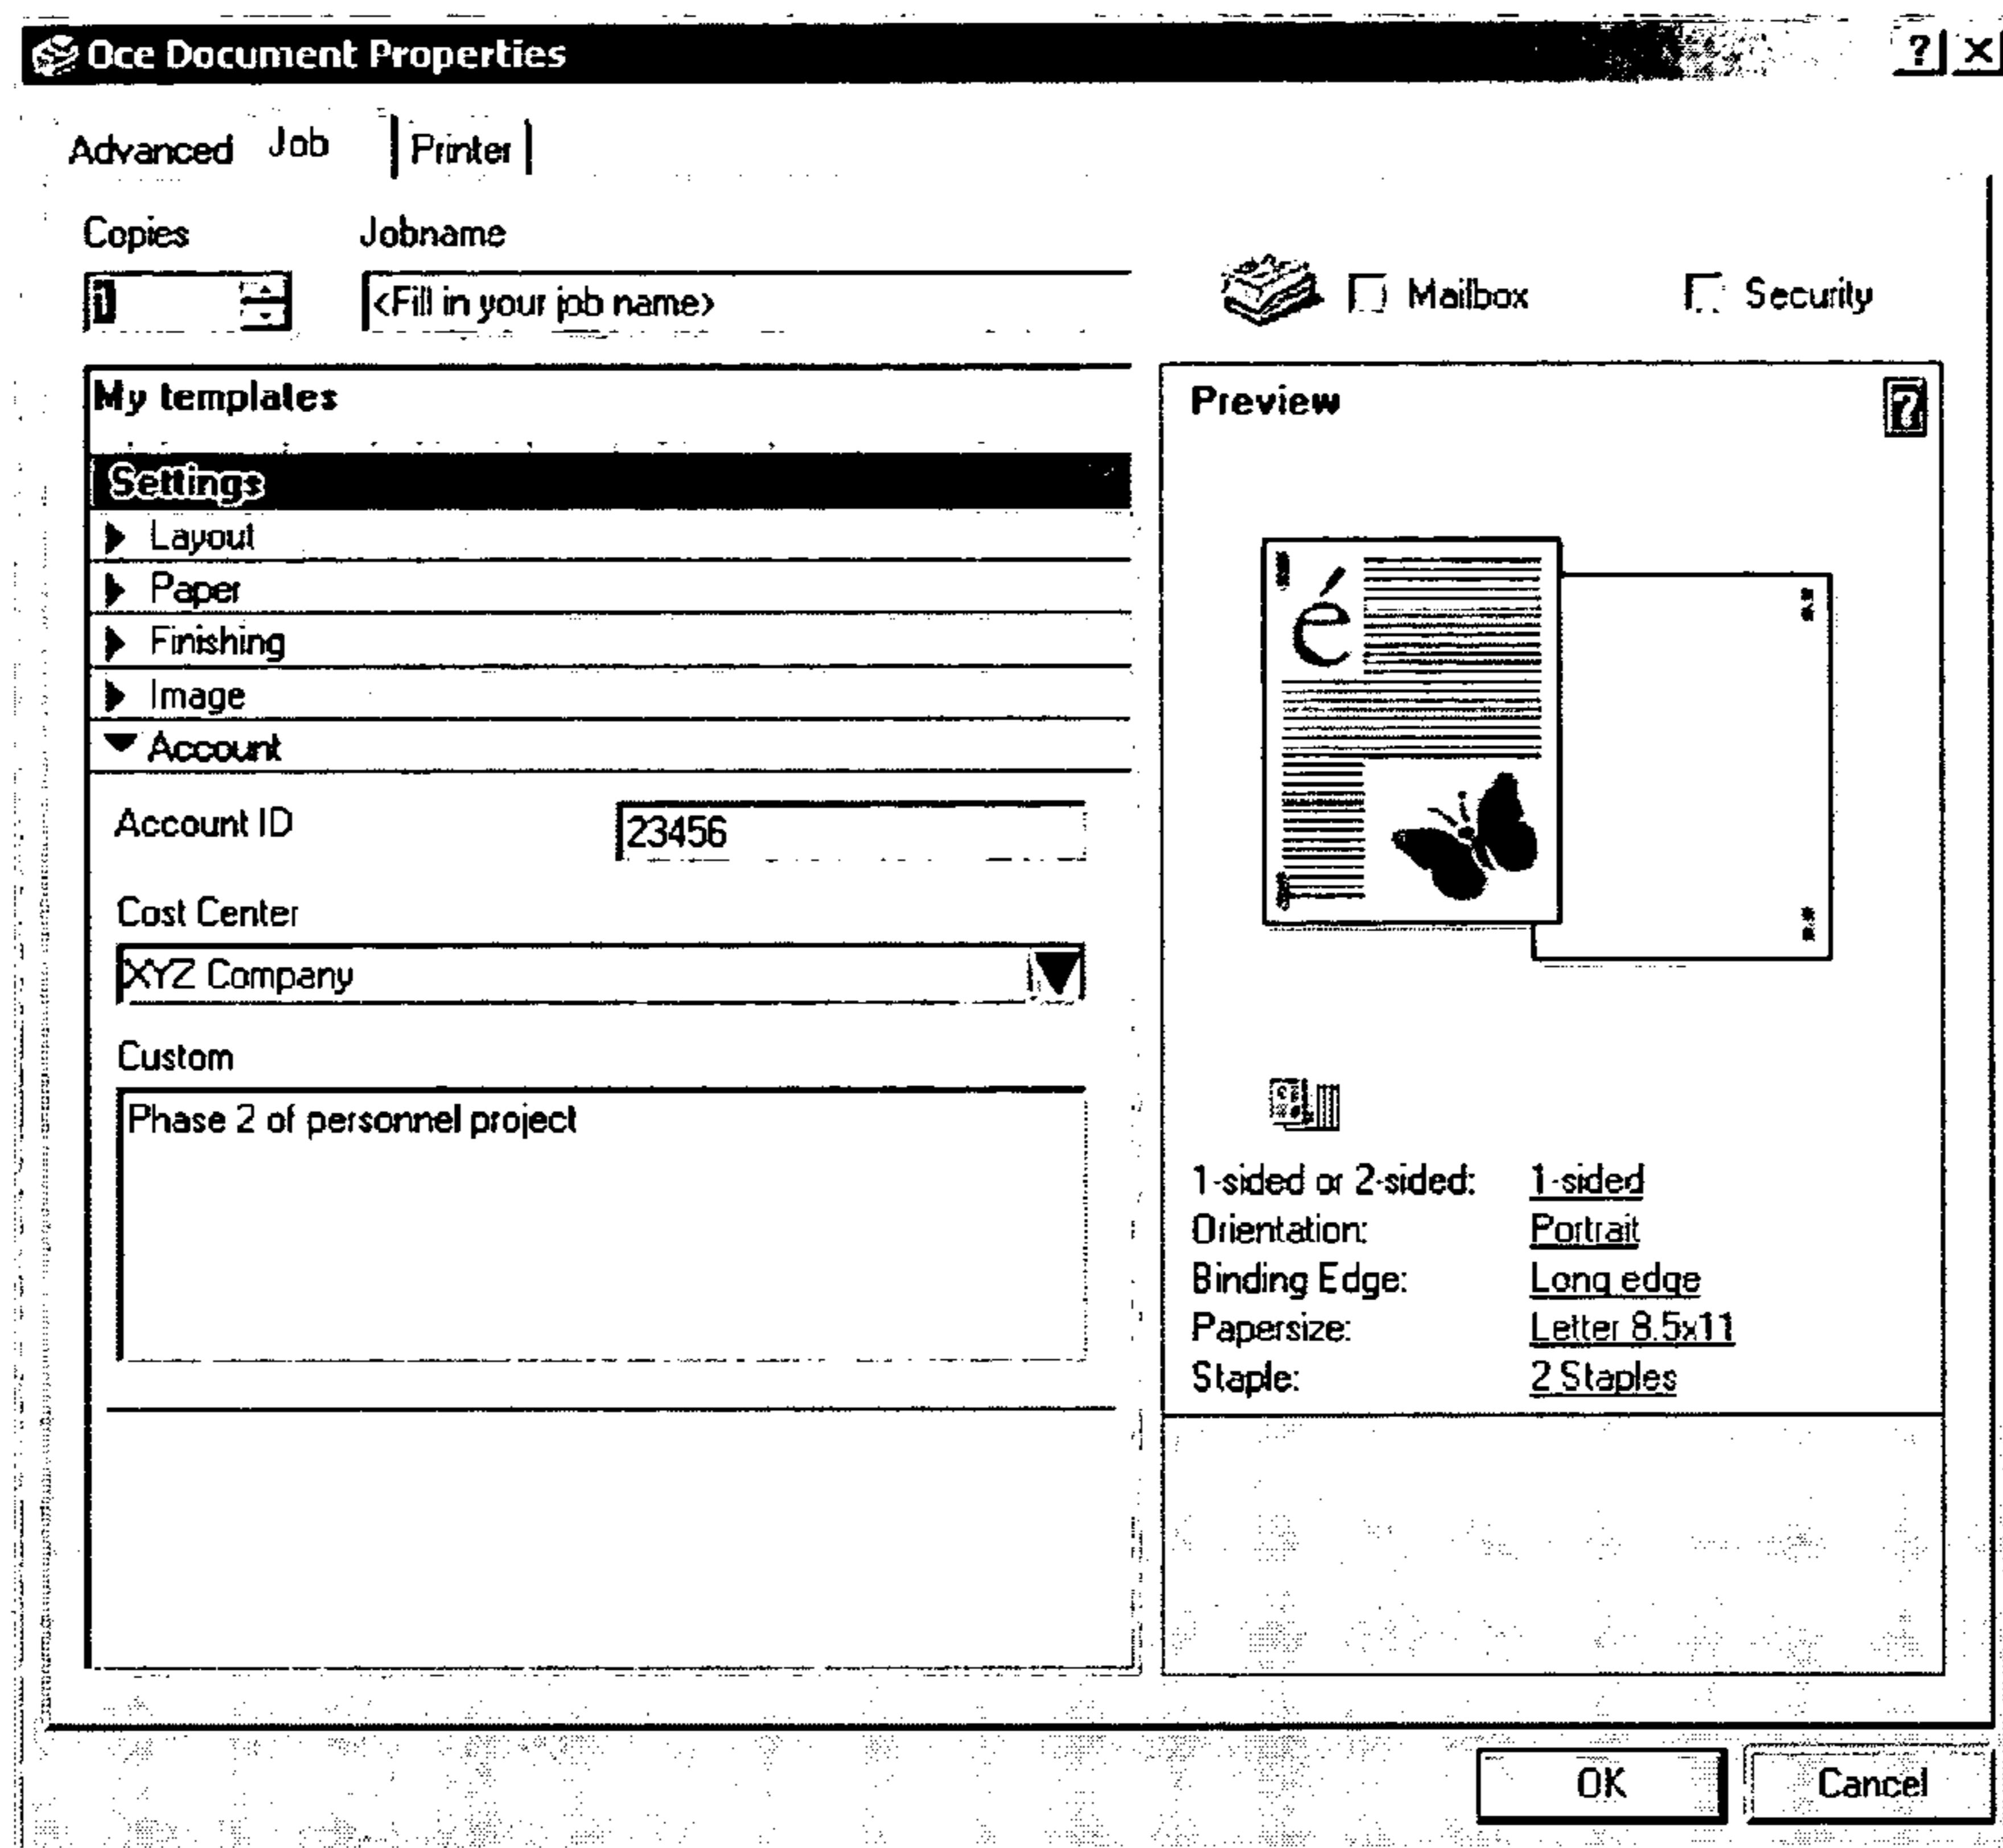 Oce Document Properties ? X
Advanced Job Printer
Copies Jobname
1 <Fill in your job name> Mailbox Security
My templates
Settings
Layout
Paper
Finishing
Image
Account
Account ID 23456
Cost Center
XYZ Company
Custom
Phase 2 of personnel project
Preview ?
é
1-sided or 2-sided: 1-sided
Orientation: Portrait
Binding Edge: Long edge
Papersize: Letter 8.5x11
Staple: 2 Staples
OK Cancel